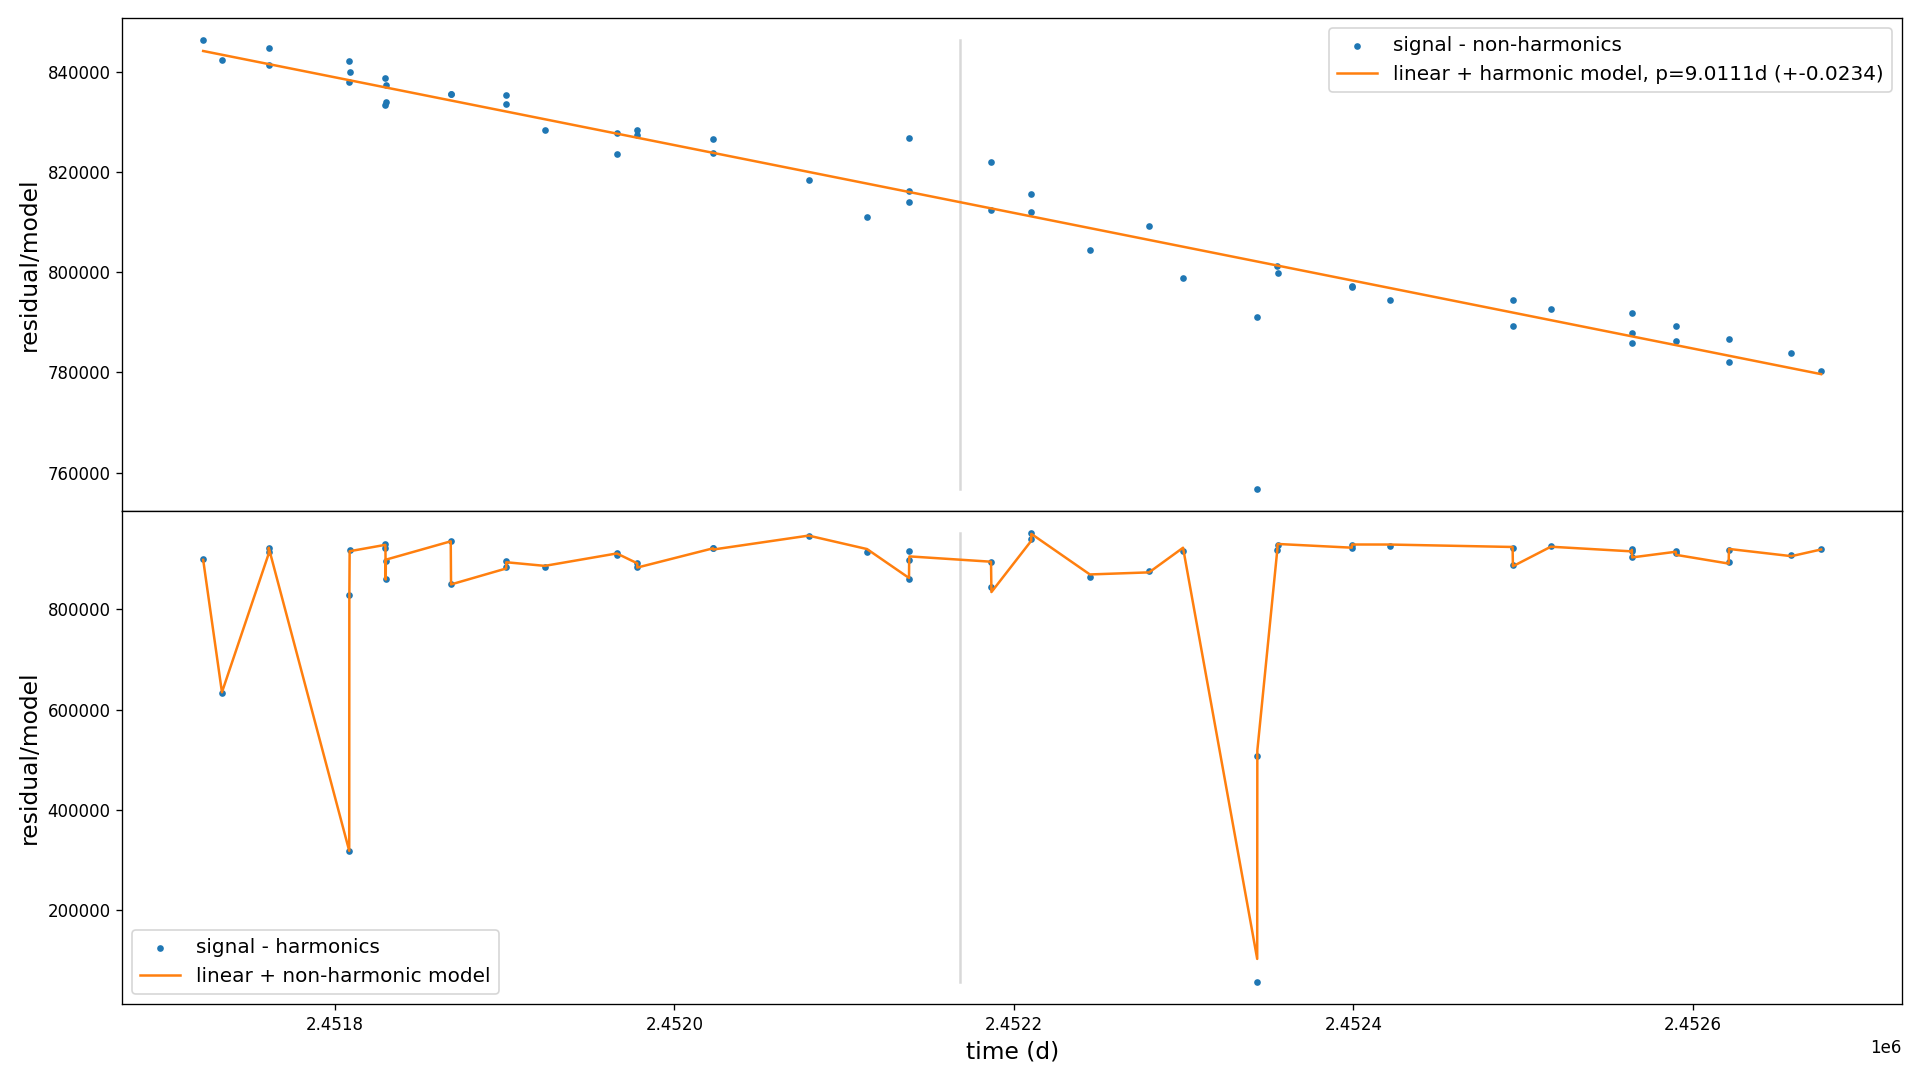 signal - non-harmonics
linear + harmonic model, p=9.0111d (+-0.0234)
840000
820000
800000
780000
760000
residual/model
800000
600000
400000
200000
residual/model
signal - harmonics
linear + non-harmonic model
2.4518
2.4520
2.4522
2.4524
2.4526
time (d)
1e6